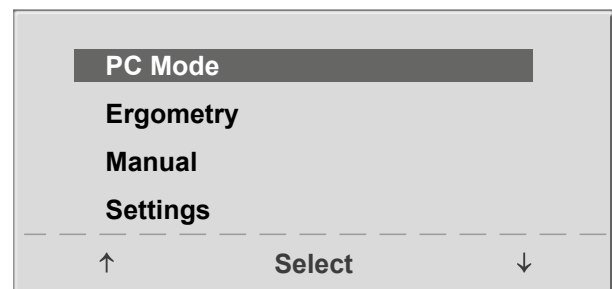 PC Mode
Ergometry
Manual
Settings
↑ Select ↓